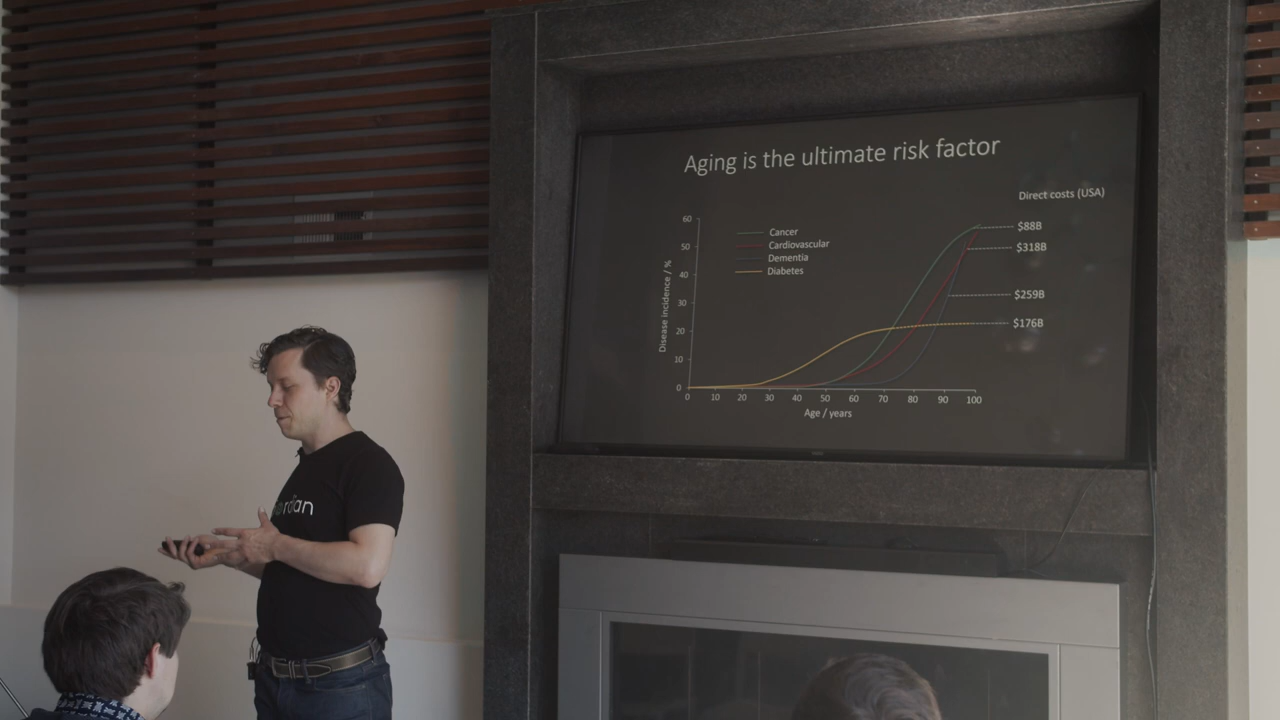 Aging is the ultimate risk factor
Direct costs (USA)
60
50
40
30
20
10
0
Disease incidence / %
Cancer
Cardiovascular
Dementia
Diabetes
$88B
$318B
$259B
$176B
0 10 20 30 40 50 60 70 80 90 100
Age / years